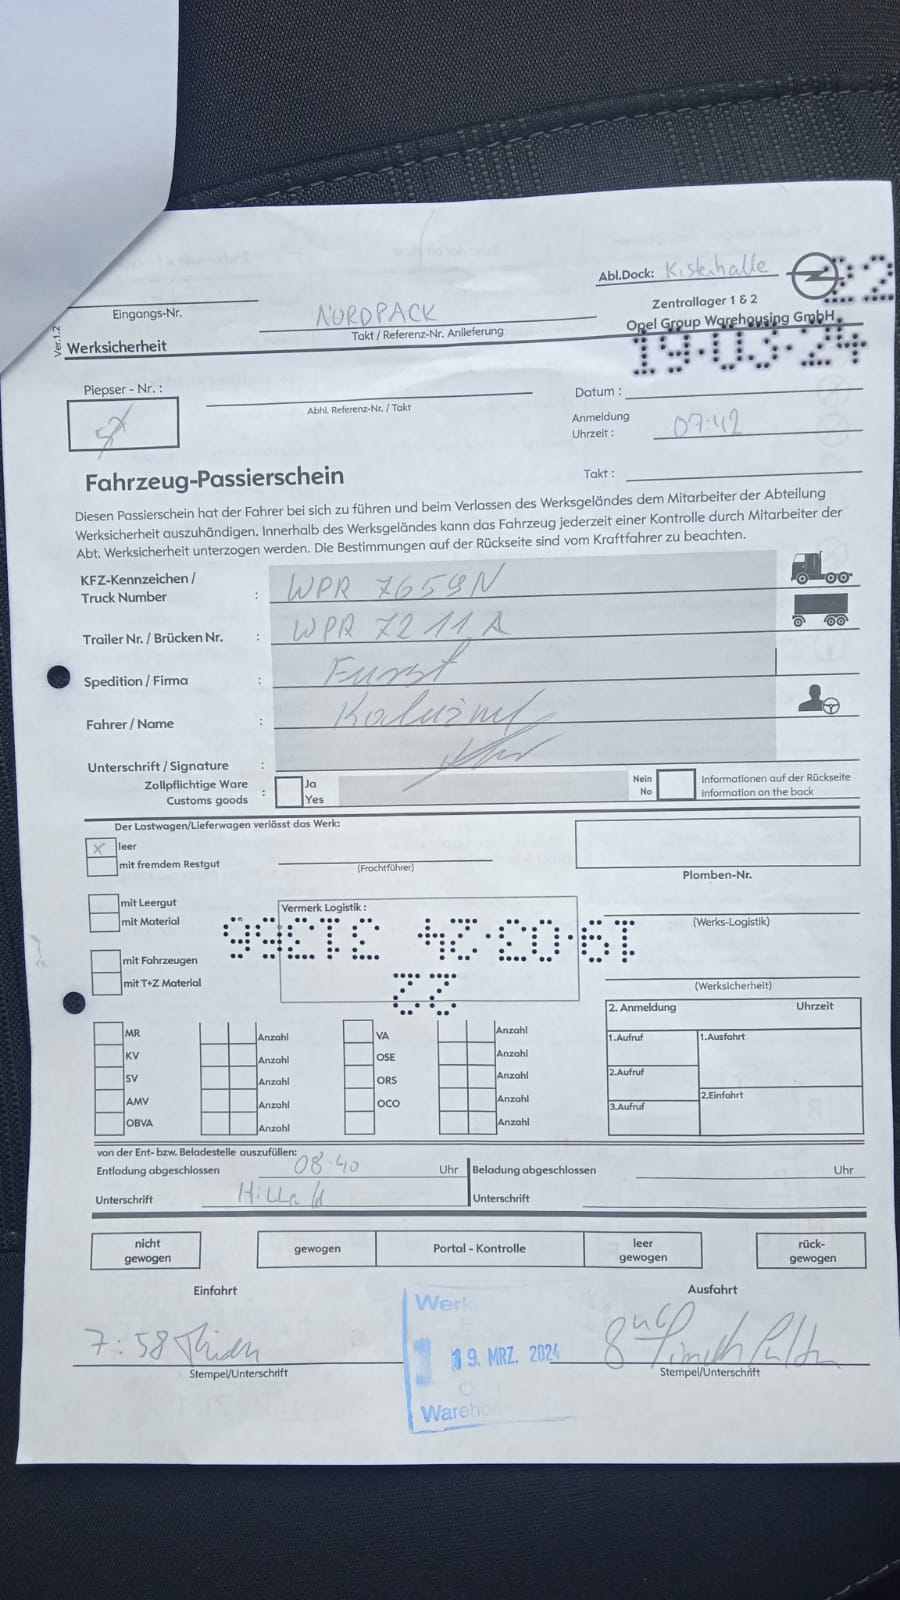 Abl.Dock: Kistenhalle
22
Eingangs-Nr.
NORDPACK
Takt / Referenz-Nr. Anlieferung
Zentrallager 1 & 2
Opel Group Warehousing GmbH
Ver.1.2
Werksicherheit
19·03·24
Piepser - Nr. :
57
Abhl. Referenz-Nr. / Takt
Datum :
Anmeldung
Uhrzeit : 07:42
Fahrzeug-Passierschein
Takt :
Diesen Passierschein hat der Fahrer bei sich zu führen und beim Verlassen des Werksgeländes dem Mitarbeiter der Abteilung
Werksicherheit auszuhändigen. Innerhalb des Werksgeländes kann das Fahrzeug jederzeit einer Kontrolle durch Mitarbeiter der
Abt. Werksicherheit unterzogen werden. Die Bestimmungen auf der Rückseite sind vom Kraftfahrer zu beachten.
KFZ-Kennzeichen /
Truck Number : WPR 7659N
Trailer Nr. / Brücken Nr. : WPR 7211A
Spedition / Firma :
Fahrer / Name :
Unterschrift / Signature :
Zollpflichtige Ware
Customs goods :
Ja
Yes
Nein
No
Informationen auf der Rückseite
Information on the back
Der Lastwagen/Lieferwagen verlässt das Werk:
x leer
mit fremdem Restgut
(Frachtführer)
Plomben-Nr.
mit Leergut
mit Material
Vermerk Logistik :
(Werks-Logistik)
19·03·24 31366
22
mit Fahrzeugen
mit T+Z Material
(Werksicherheit)
2. Anmeldung Uhrzeit
MR Anzahl VA Anzahl
1.Aufruf 1.Ausfahrt
KV Anzahl OSE Anzahl
2.Aufruf
SV Anzahl ORS Anzahl
2.Einfahrt
AMV Anzahl OCO Anzahl
3.Aufruf
OBVA Anzahl Anzahl
von der Ent- bzw. Beladestelle auszufüllen:
Entladung abgeschlossen 08:40 Uhr Beladung abgeschlossen Uhr
Unterschrift Unterschrift
nicht
gewogen
gewogen
Portal - Kontrolle
leer
gewogen
rück-
gewogen
Einfahrt Ausfahrt
Werk
19. MRZ. 2024
Wareho
7:58
Stempel/Unterschrift Stempel/Unterschrift